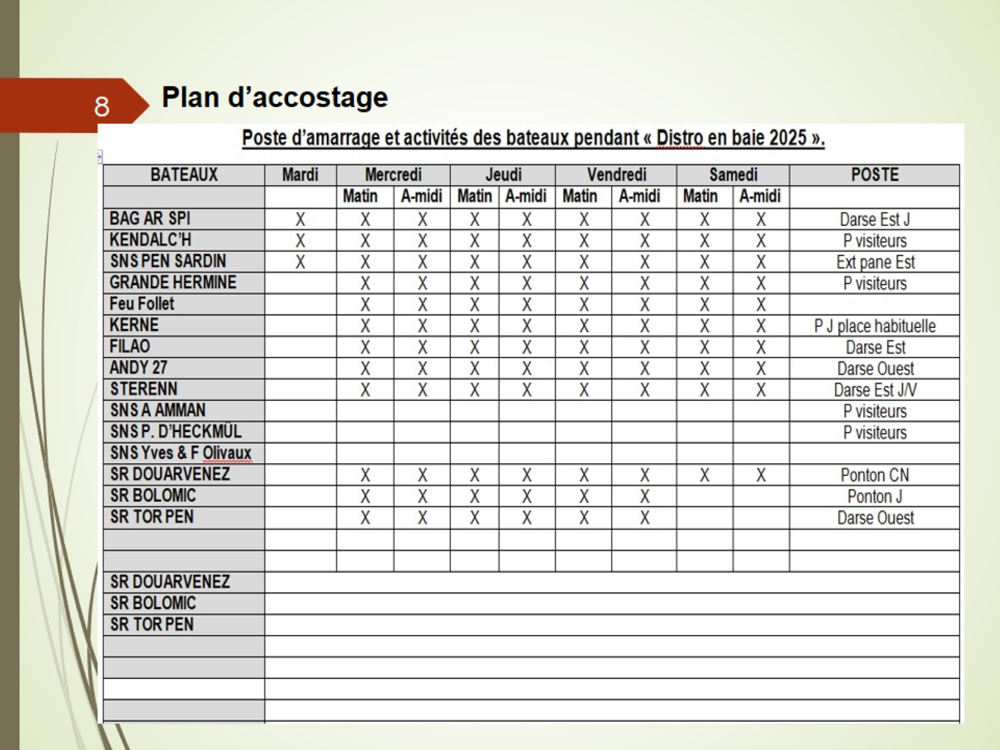 8
Plan d’accostage
Poste d’amarrage et activités des bateaux pendant « Distro en baie 2025 ».
BATEAUX Mardi Mercredi Jeudi Vendredi Samedi POSTE
Matin A-midi Matin A-midi Matin A-midi Matin A-midi
BAG AR SPI X X X X X X X X X Darse Est J
KENDALC’H X X X X X X X X X P visiteurs
SNS PEN SARDIN X X X X X X X X X Ext pane Est
GRANDE HERMINE X X X X X X X X P visiteurs
Feu Follet X X X X X X X X
KERNE X X X X X X X X P J place habituelle
FILAO X X X X X X X X Darse Est
ANDY 27 X X X X X X X X Darse Ouest
STERENN X X X X X X X X Darse Est J/V
SNS A AMMAN P visiteurs
SNS P. D’HECKMÜL P visiteurs
SNS Yves & F Olivaux
SR DOUARVENEZ X X X X X X X X Ponton CN
SR BOLOMIC X X X X X X Ponton J
SR TOR PEN X X X X X X Darse Ouest
SR DOUARVENEZ
SR BOLOMIC
SR TOR PEN